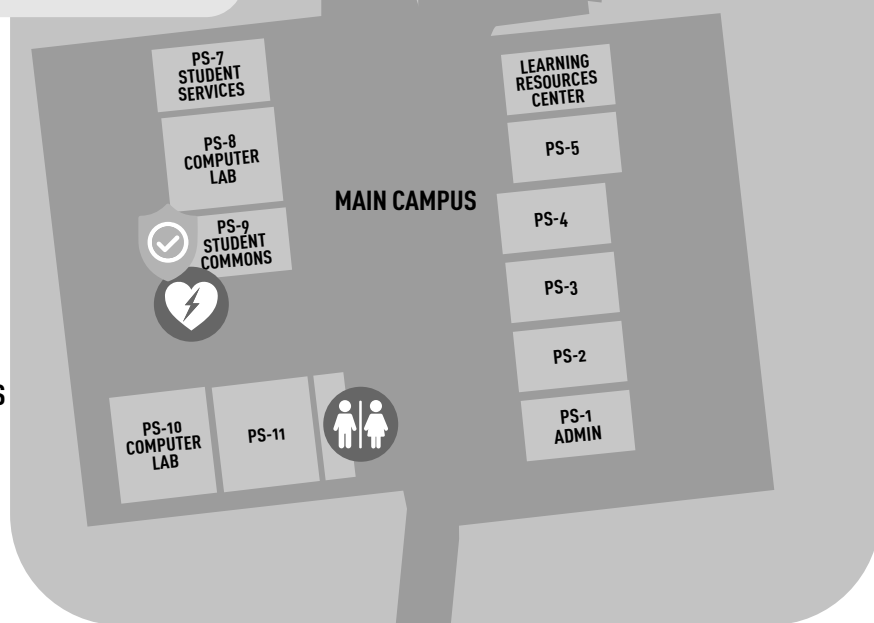 PS-7
STUDENT
SERVICES
LEARNING
RESOURCES
CENTER
PS-8
COMPUTER
LAB
PS-5
MAIN CAMPUS
PS-4
PS-9
STUDENT
COMMONS
PS-3
PS-2
S
PS-10
COMPUTER
LAB
PS-11
PS-1
ADMIN